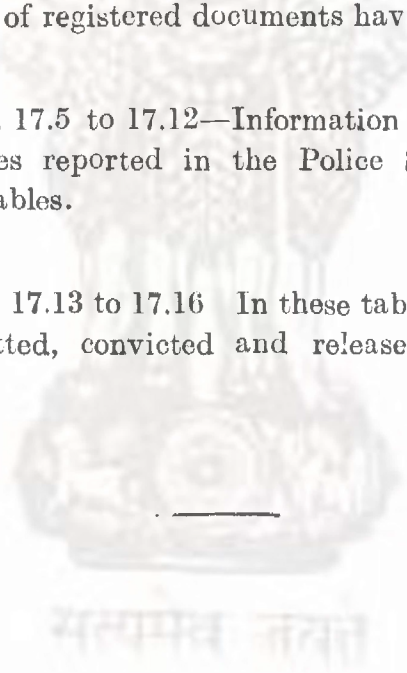 of registered documents hav
17.5 to 17.12—Information
es reported in the Police
ables.
17.13 to 17.16 In these tab
ted, convicted and release
सत्यमेव जयते